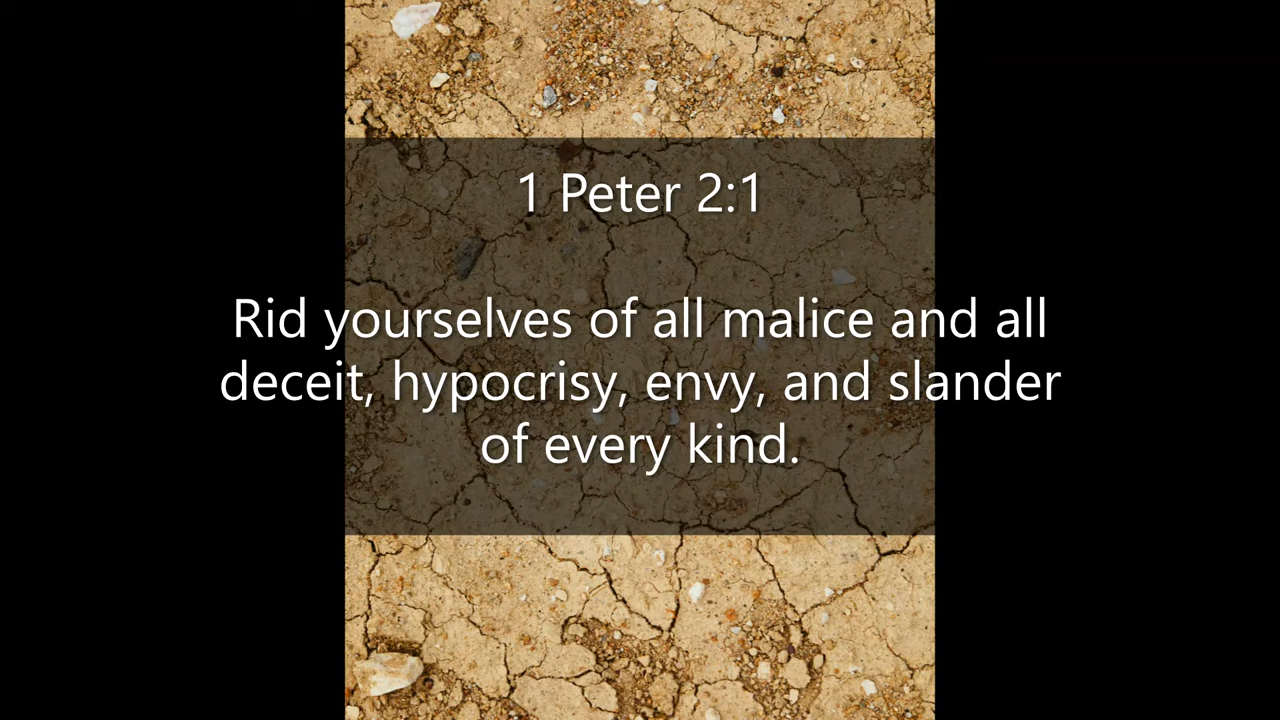 1 Peter 2:1
Rid yourselves of all malice and all
deceit, hypocrisy, envy, and slander
of every kind.